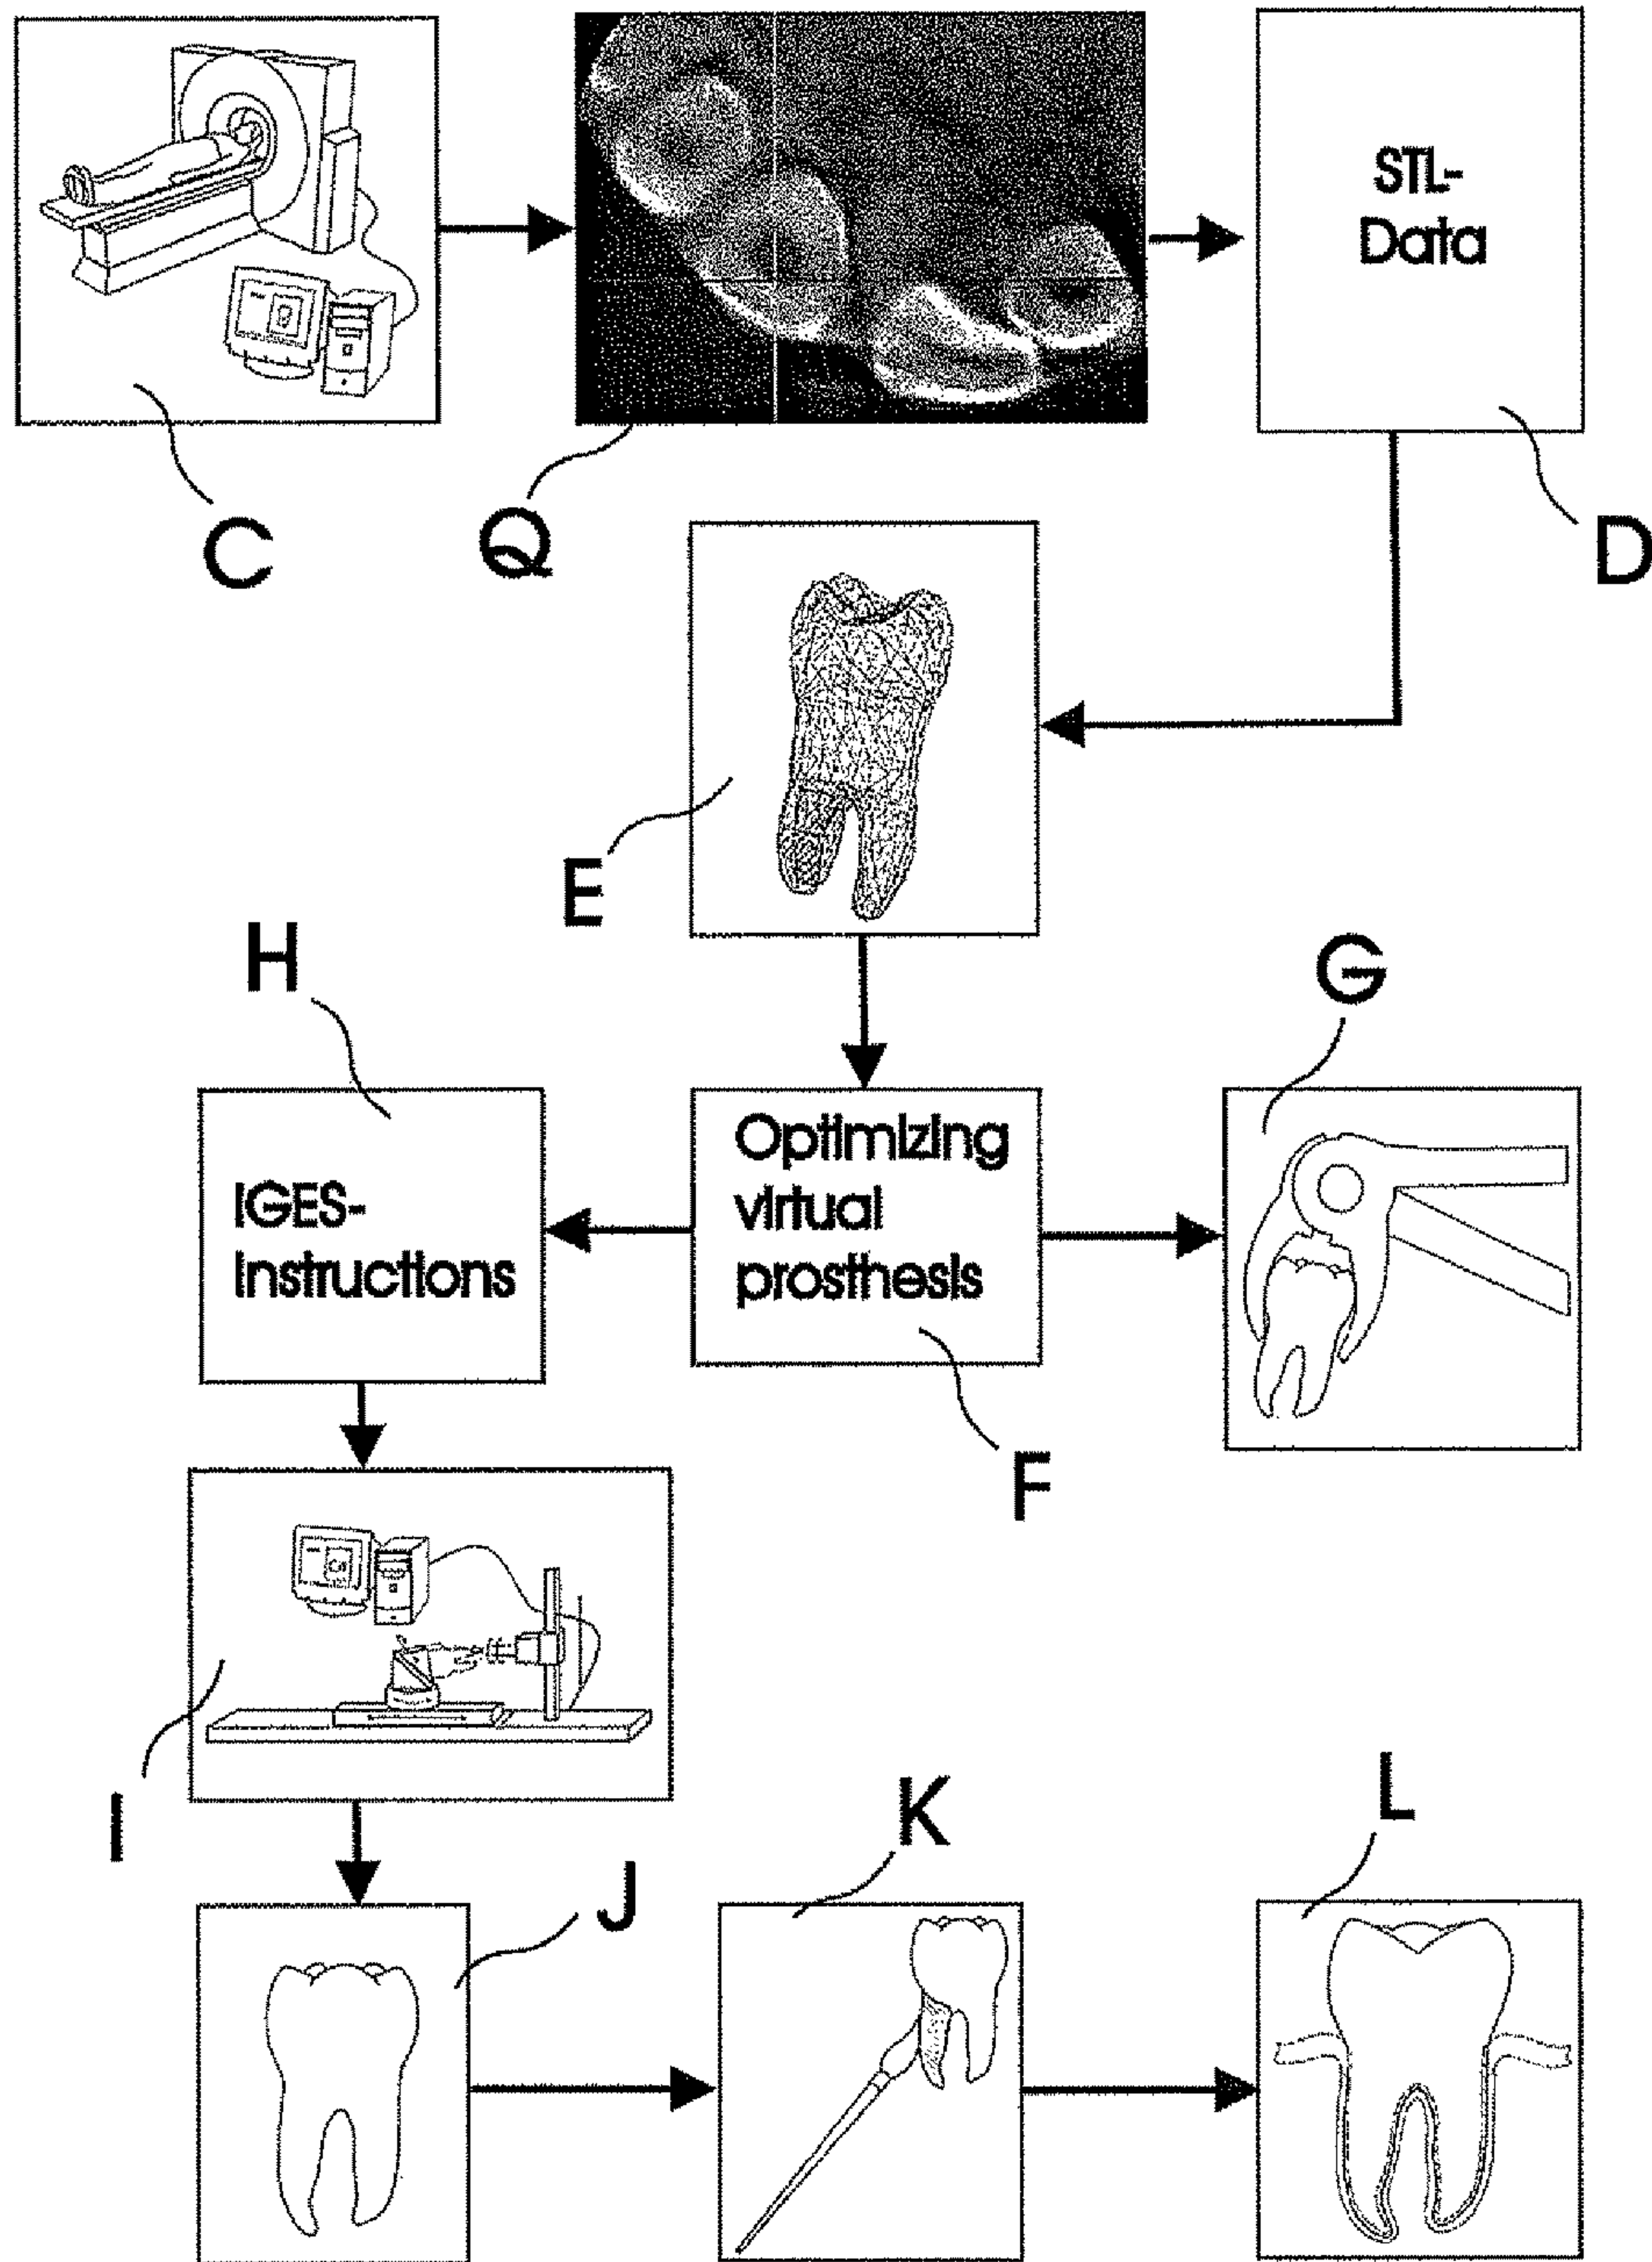 STL-
Data
C
Q
D
E
H
G
IGES-
Instructions
Optimizing
virtual
prosthesis
F
I
J
K
L